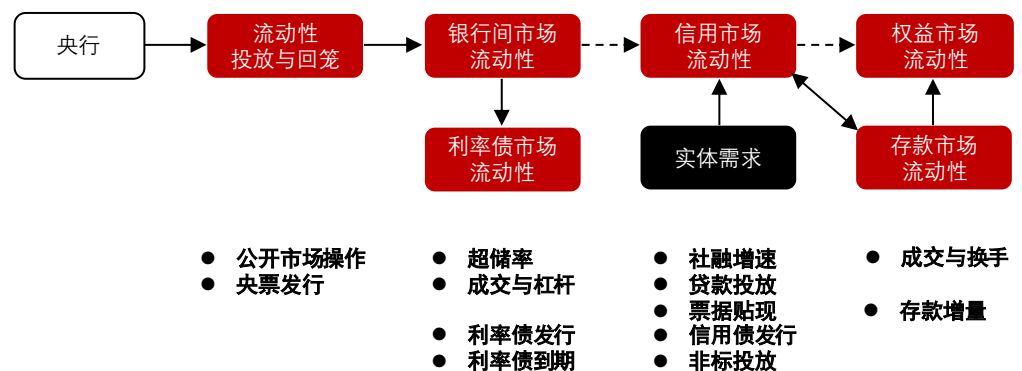 央行
流动性
投放与回笼
银行间市场
流动性
信用市场
流动性
权益市场
流动性
利率债市场
流动性
实体需求
存款市场
流动性
● 公开市场操作
● 央票发行
● 超储率
● 成交与杠杆
● 利率债发行
● 利率债到期
● 社融增速
● 贷款投放
● 票据贴现
● 信用债发行
● 非标投放
● 成交与换手
● 存款增量